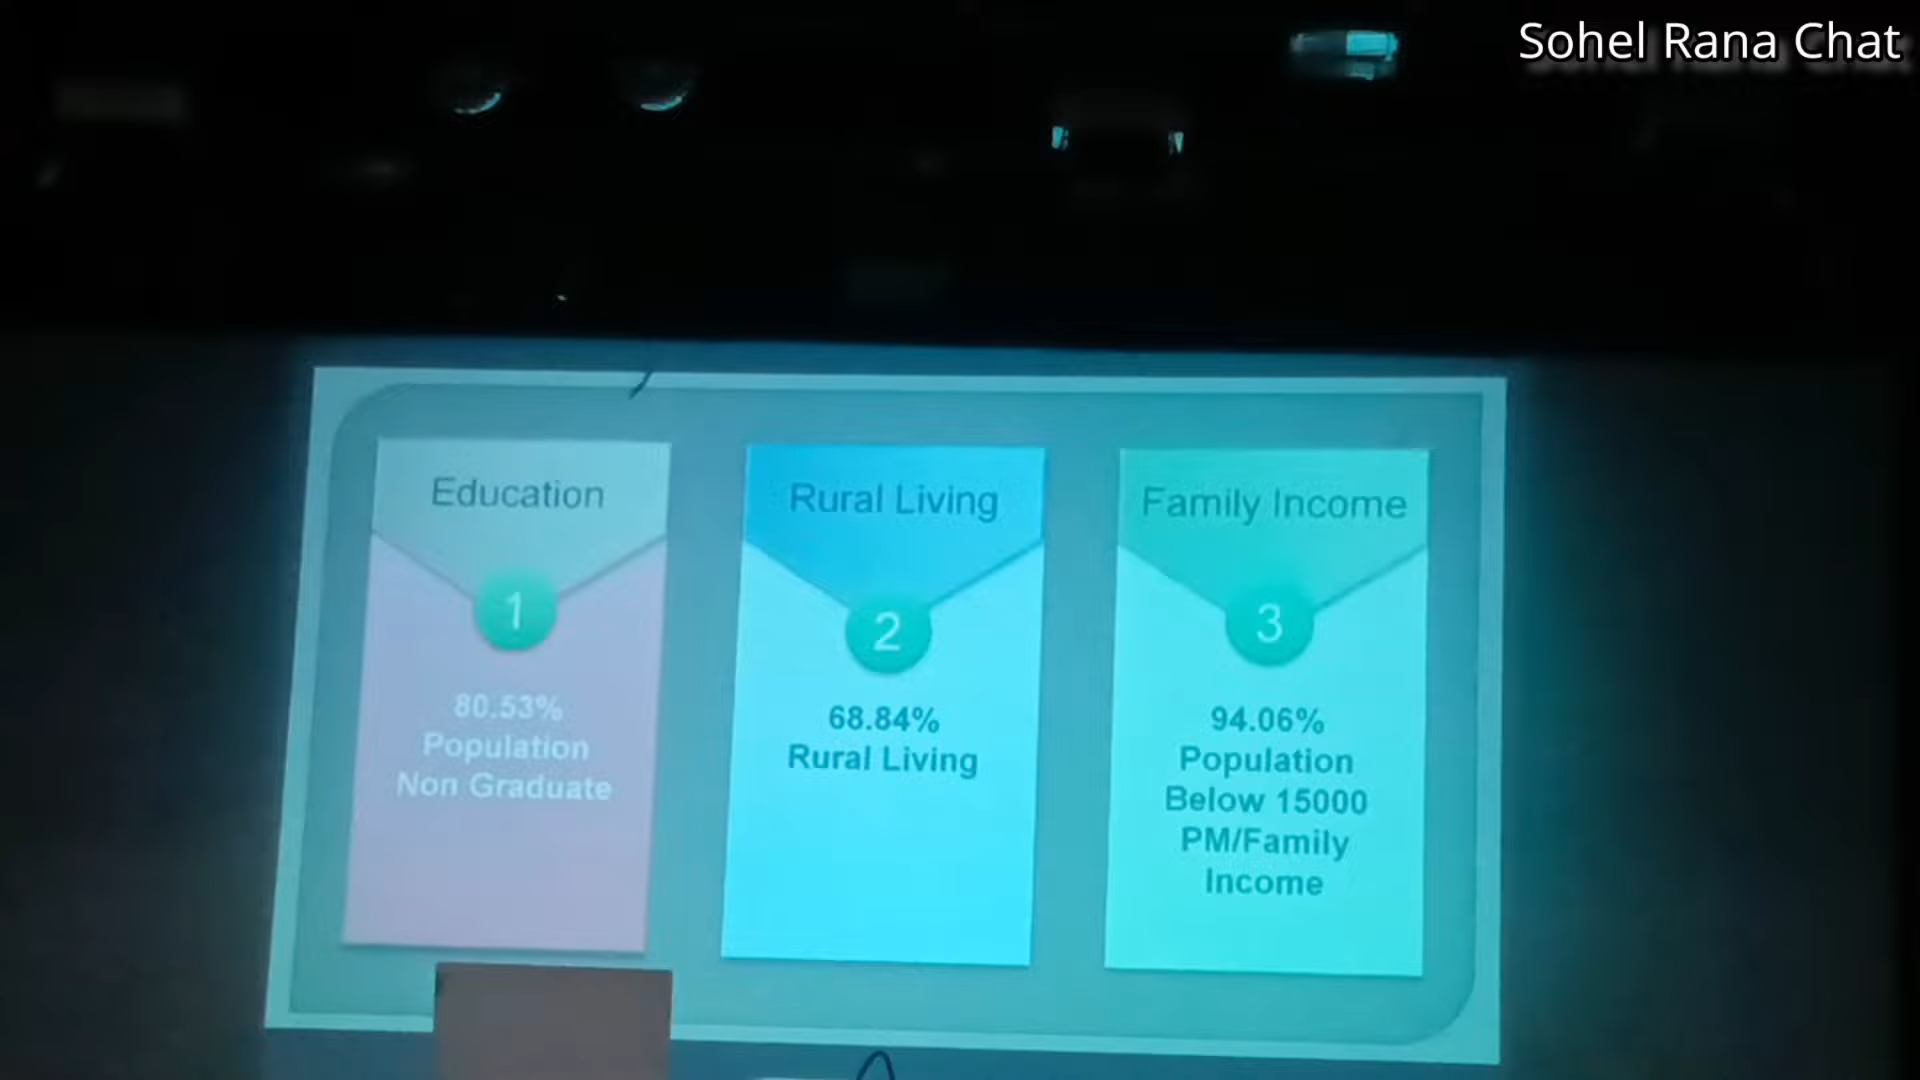 Sohel Rana Chat
Education
1
80.53%
Population
Non Graduate
Rural Living
2
68.84%
Rural Living
Family Income
3
94.06%
Population
Below 15000
PM/Family
Income